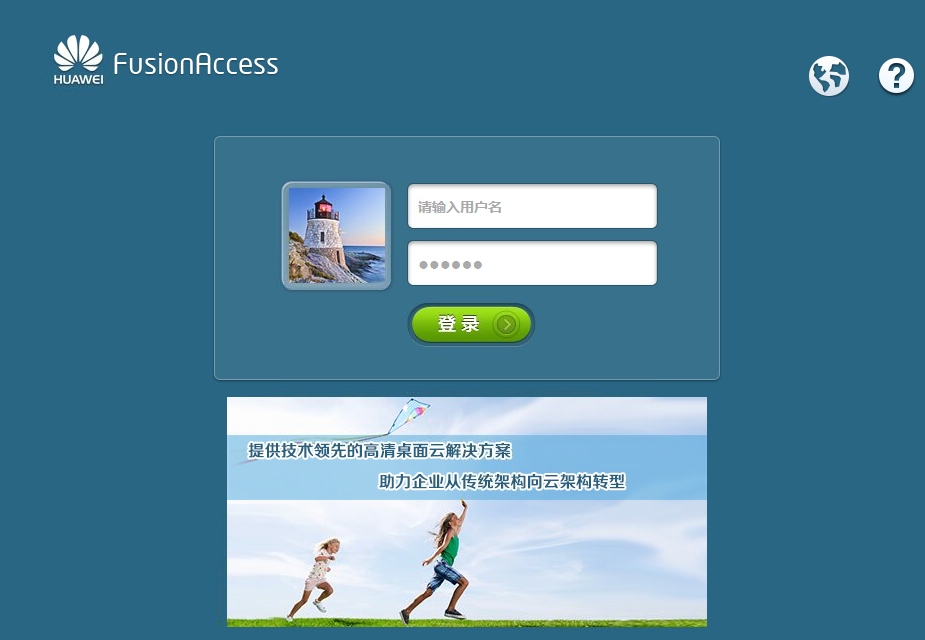 HUAWEI
FusionAccess
?
请输入用户名
●●●●●●
登 录
提供技术领先的高清桌面云解决方案
助力企业从传统架构向云架构转型